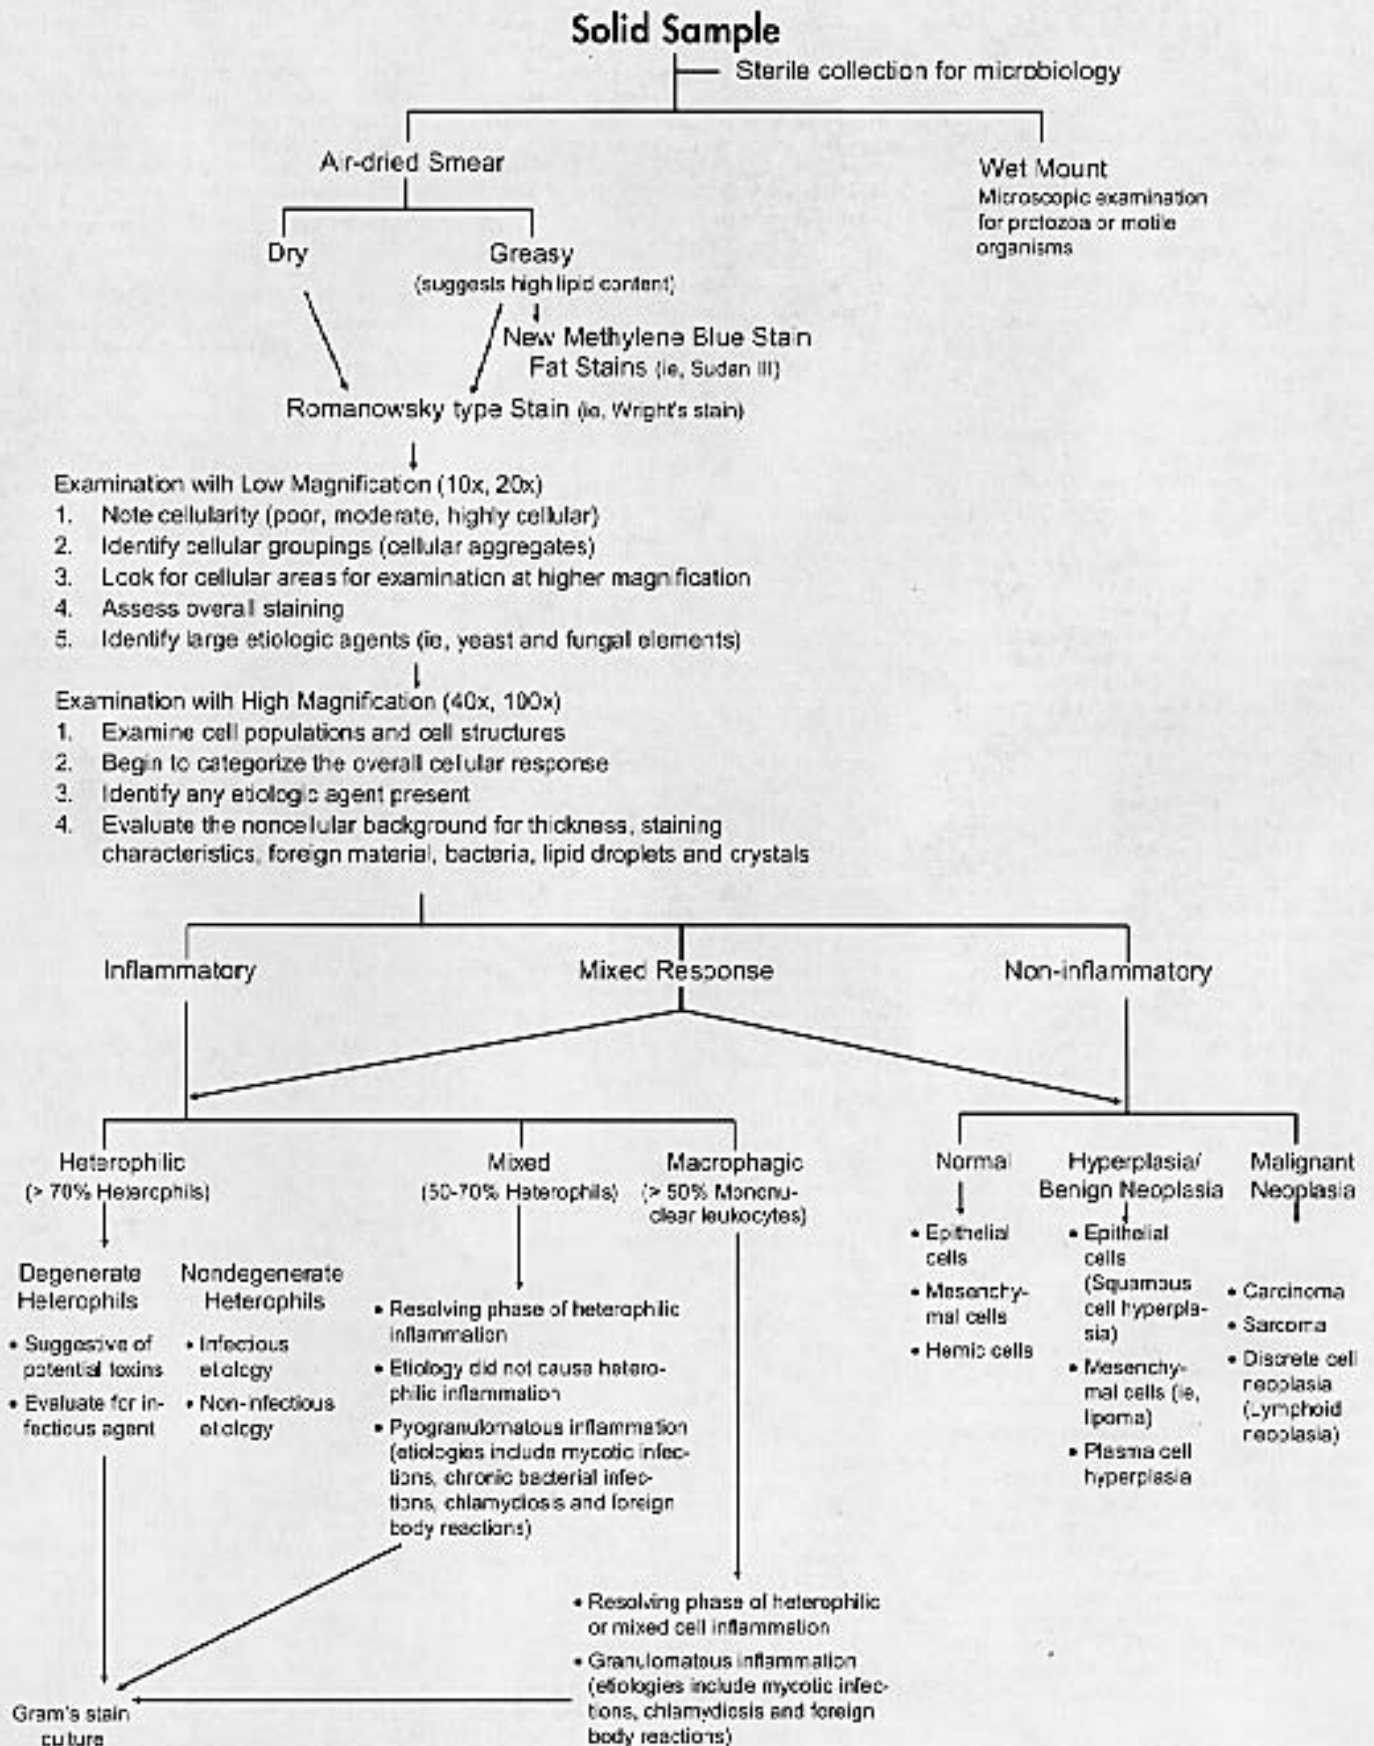 Solid Sample
Sterile collection for microbiology
Air-dried Smear
Wet Mount
Microscopic examination
for protozoa or motile
organisms
Dry
Greasy
(suggests high lipid content)
New Methylene Blue Stain
Fat Stains (ie, Sudan III)
Romanowsky type Stain (ie, Wright's stain)
Examination with Low Magnification (10x, 20x)
1. Note cellularity (poor, moderate, highly cellular)
2. Identify cellular groupings (cellular aggregates)
3. Look for cellular areas for examination at higher magnification
4. Assess overall staining
5. Identify large etiologic agents (ie, yeast and fungal elements)
Examination with High Magnification (40x, 100x)
1. Examine cell populations and cell structures
2. Begin to categorize the overall cellular response
3. Identify any etiologic agent present
4. Evaluate the noncellular background for thickness, staining
characteristics, foreign material, bacteria, lipid droplets and crystals
Inflammatory
Mixed Response
Non-inflammatory
Heterophilic
(> 70% Heterophils)
Mixed
(50-70% Heterophils)
Macrophagic
(> 50% Mononu-
clear leukocytes)
Normal
Hyperplasia/
Benign Neoplasia
Malignant
Neoplasia
Degenerate
Heterophils
• Suggestive of
potential toxins
• Evaluate for in-
fectious agent
Nondegenerate
Heterophils
• Infectious
etiology
• Non-infectious
etiology
• Resolving phase of heterophilic
inflammation
• Etiology did not cause hetero-
philic inflammation
• Pyogranulomatous inflammation
(etiologies include mycotic infec-
tions, chronic bacterial infec-
tions, chlamydiosis and foreign
body reactions)
• Epithelial
cells
• Mesenchy-
mal cells
• Hemic cells
• Epithelial
cells
(Squamous
cell hyperpla-
sia)
• Mesenchy-
mal cells (ie,
lipoma)
• Plasma cell
hyperplasia
• Carcinoma
• Sarcoma
• Discrete cell
neoplasia
(Lymphoid
neoplasia)
• Resolving phase of heterophilic
or mixed cell inflammation
• Granulomatous inflammation
(etiologies include mycotic infec-
tions, chlamydiosis and foreign
body reactions)
Gram's stain
culture